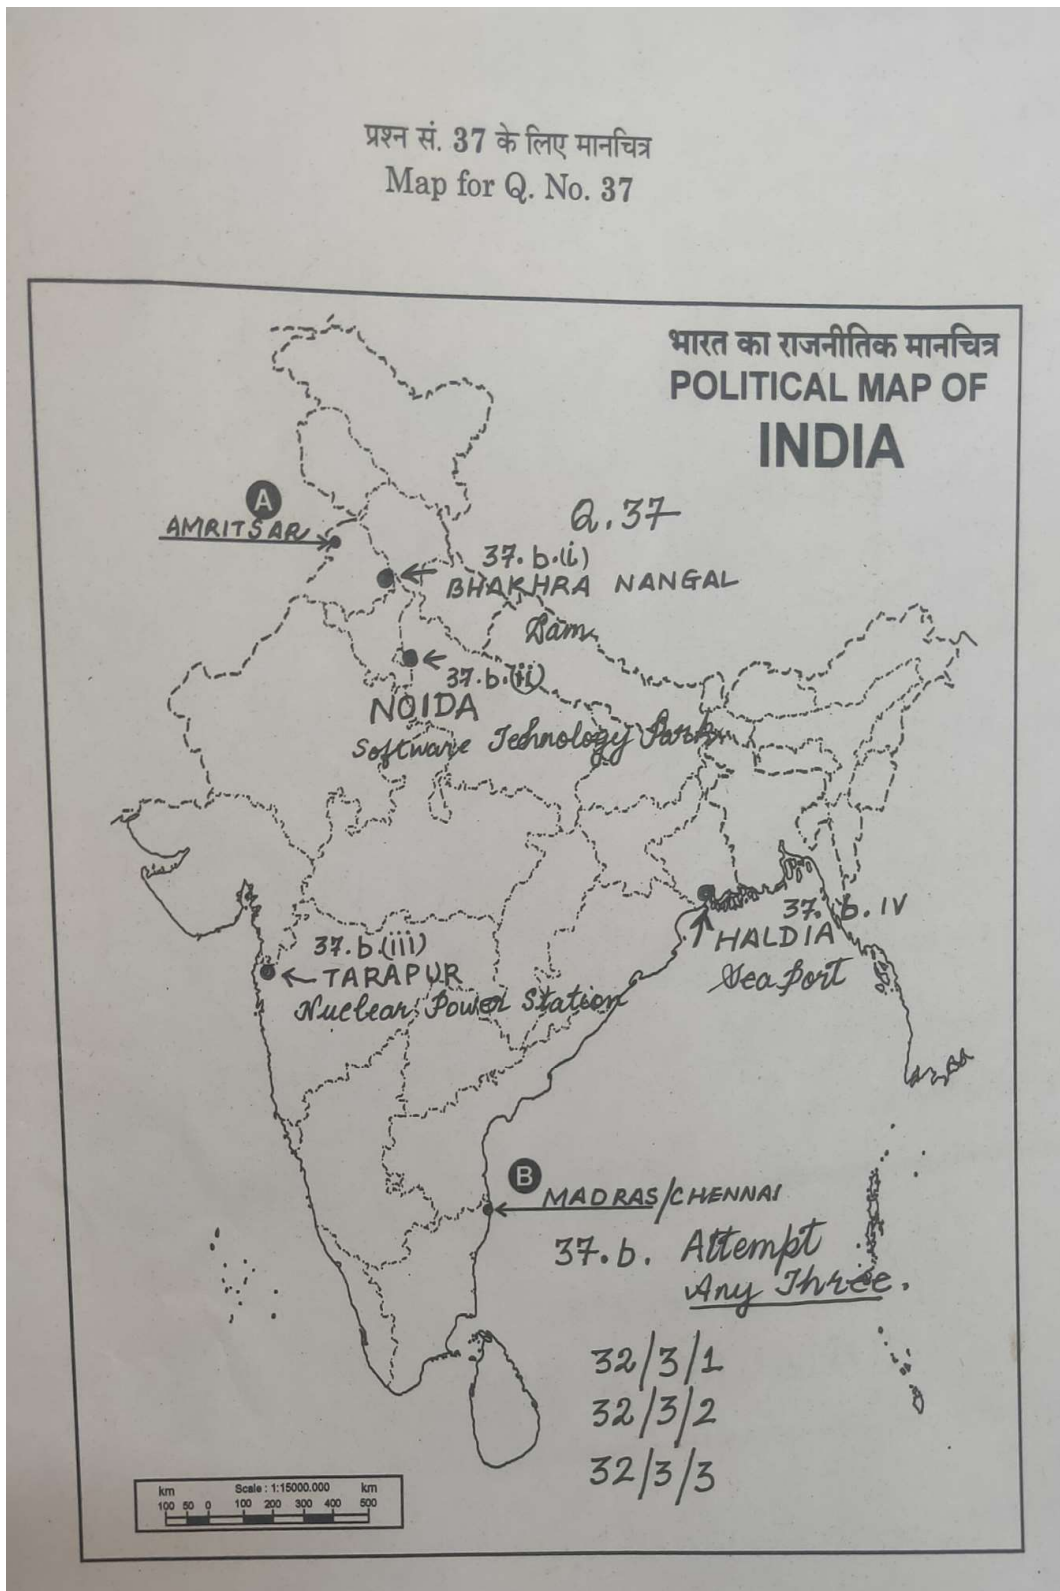 प्रश्न सं. 37 के लिए मानचित्र
Map for Q. No. 37
भारत का राजनीतिक मानचित्र
POLITICAL MAP OF
INDIA
A
AMRITSAR
Q.37
37. b.(i)
BHAKHRA NANGAL
Dam
37.b.(ii)
NOIDA
Software Technology Park
37. b. IV
HALDIA
Sea Port
37.b.(iii)
TARAPUR
Nuclear Power Station
B
MADRAS/CHENNAI
37.b. Attempt
Any Three.
32/3/1
32/3/2
32/3/3
km Scale : 1:15000.000 km
100 50 0 100 200 300 400 500